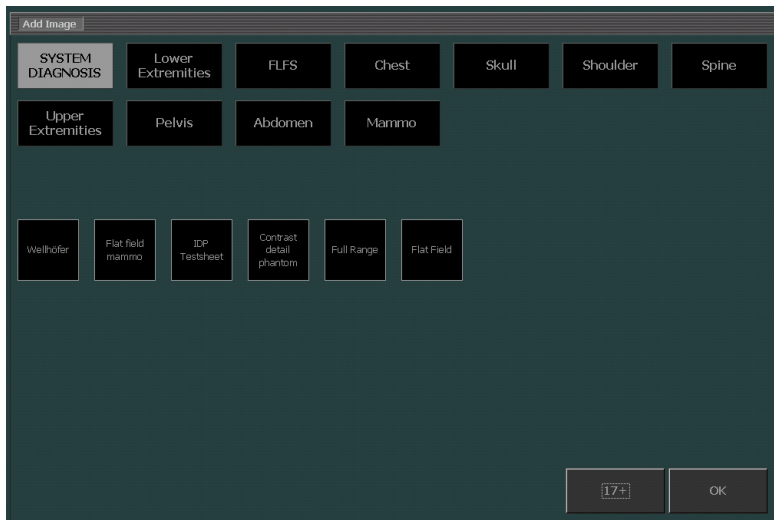 Add Image
SYSTEM
DIAGNOSIS
Lower
Extremities
FLFS
Chest
Skull
Shoulder
Spine
Upper
Extremities
Pelvis
Abdomen
Mammo
Wellhöfer
Flat field
mammo
IDP
Testsheet
Contrast
detail
phantom
Full Range
Flat Field
17+
OK